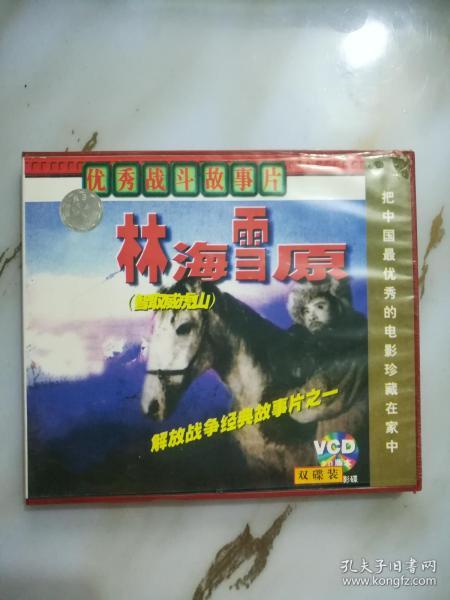 优秀战斗故事片
林海雪原
(智取威虎山)
解放战争经典故事片之一
把中国最优秀的电影珍藏在家中
VCD
双碟装
影碟
孔夫子旧书网
www.kongfz.com